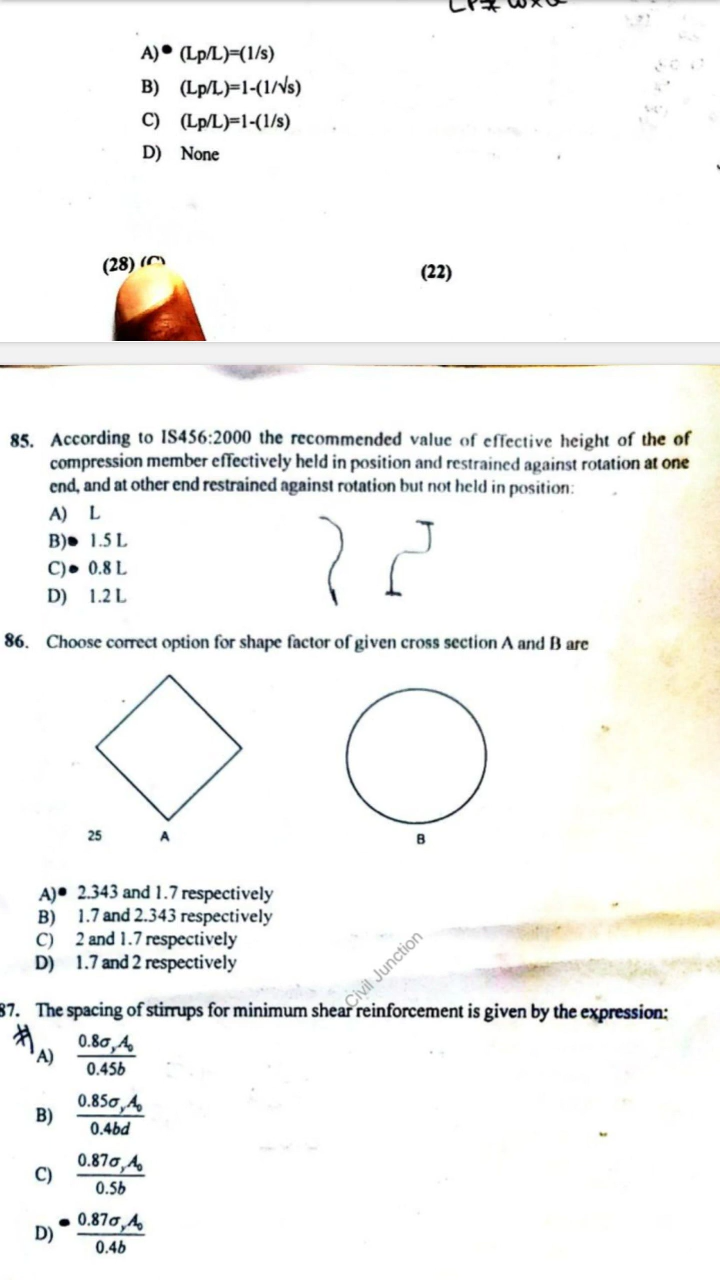 A) (Lp/L)=(1/s)
B) (Lp/L)=1-(1/√s)
C) (Lp/L)=1-(1/s)
D) None
(28) (C)
(22)
85. According to IS456:2000 the recommended value of effective height of the of
compression member effectively held in position and restrained against rotation at one
end, and at other end restrained against rotation but not held in position:
A) L
B) 1.5 L
C) 0.8 L
D) 1.2 L
86. Choose correct option for shape factor of given cross section A and B are
25 A B
A) 2.343 and 1.7 respectively
B) 1.7 and 2.343 respectively
C) 2 and 1.7 respectively
D) 1.7 and 2 respectively
Civil Junction
87. The spacing of stirrups for minimum shear reinforcement is given by the expression:
A) 0.8σyA0
0.45b
B) 0.85σyA0
0.4bd
C) 0.87σyA0
0.5b
D) 0.87σyA0
0.4b